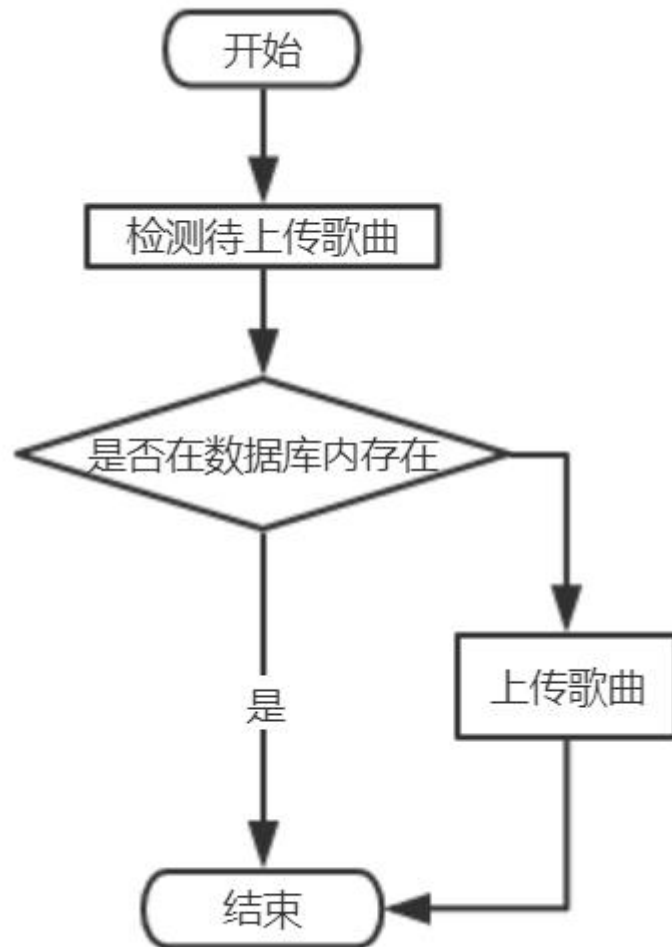 开始
检测待上传歌曲
是否在数据库内存在
上传歌曲
是
结束